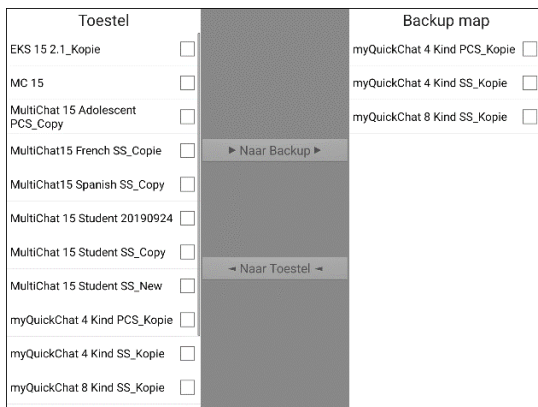 Toestel
EKS 15 2.1_Kopie
MC 15
MultiChat 15 Adolescent
PCS_Copy
MultiChat15 French SS_Copie
MultiChat15 Spanish SS_Copy
MultiChat 15 Student 20190924
MultiChat 15 Student SS_Copy
MultiChat 15 Student SS_New
myQuickChat 4 Kind PCS_Kopie
myQuickChat 4 Kind SS_Kopie
myQuickChat 8 Kind SS_Kopie
► Naar Backup ►
◄ Naar Toestel ◄
Backup map
myQuickChat 4 Kind PCS_Kopie
myQuickChat 4 Kind SS_Kopie
myQuickChat 8 Kind SS_Kopie